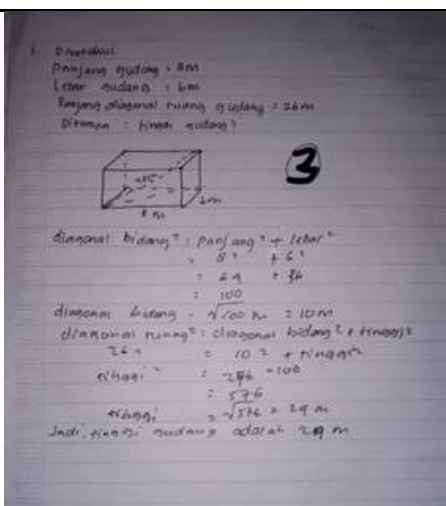 1 Diketahui
Panjang gudang = 8m
Lebar gudang = 6m
Panjang diagonal ruang gudang = 26m
Ditanya : tinggi gudang?
3
6m
8 m
diagonal bidang² = panjang² + lebar²
= 8² + 6²
= 64 + 36
= 100
diagonal bidang = √100 m = 10m
diagonal ruang² = diagonal bidang² + tinggi²
26² = 10² + tinggi²
tinggi² = -100
= 576
tinggi = √576 = 24 m
Jadi, tinggi gudang adalah 24 m